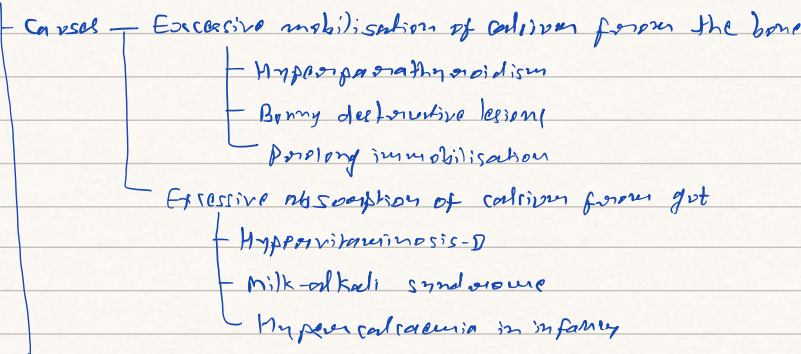 Causes — Excessive mobilisation of calcium from the bone
Hyperparathyroidism
Bonny destructive lesions
Prolong immobilisation
Excessive absorption of calcium from gut
Hypervitaminosis-D
Milk-alkali syndrome
Hypercalcaemia in infancy